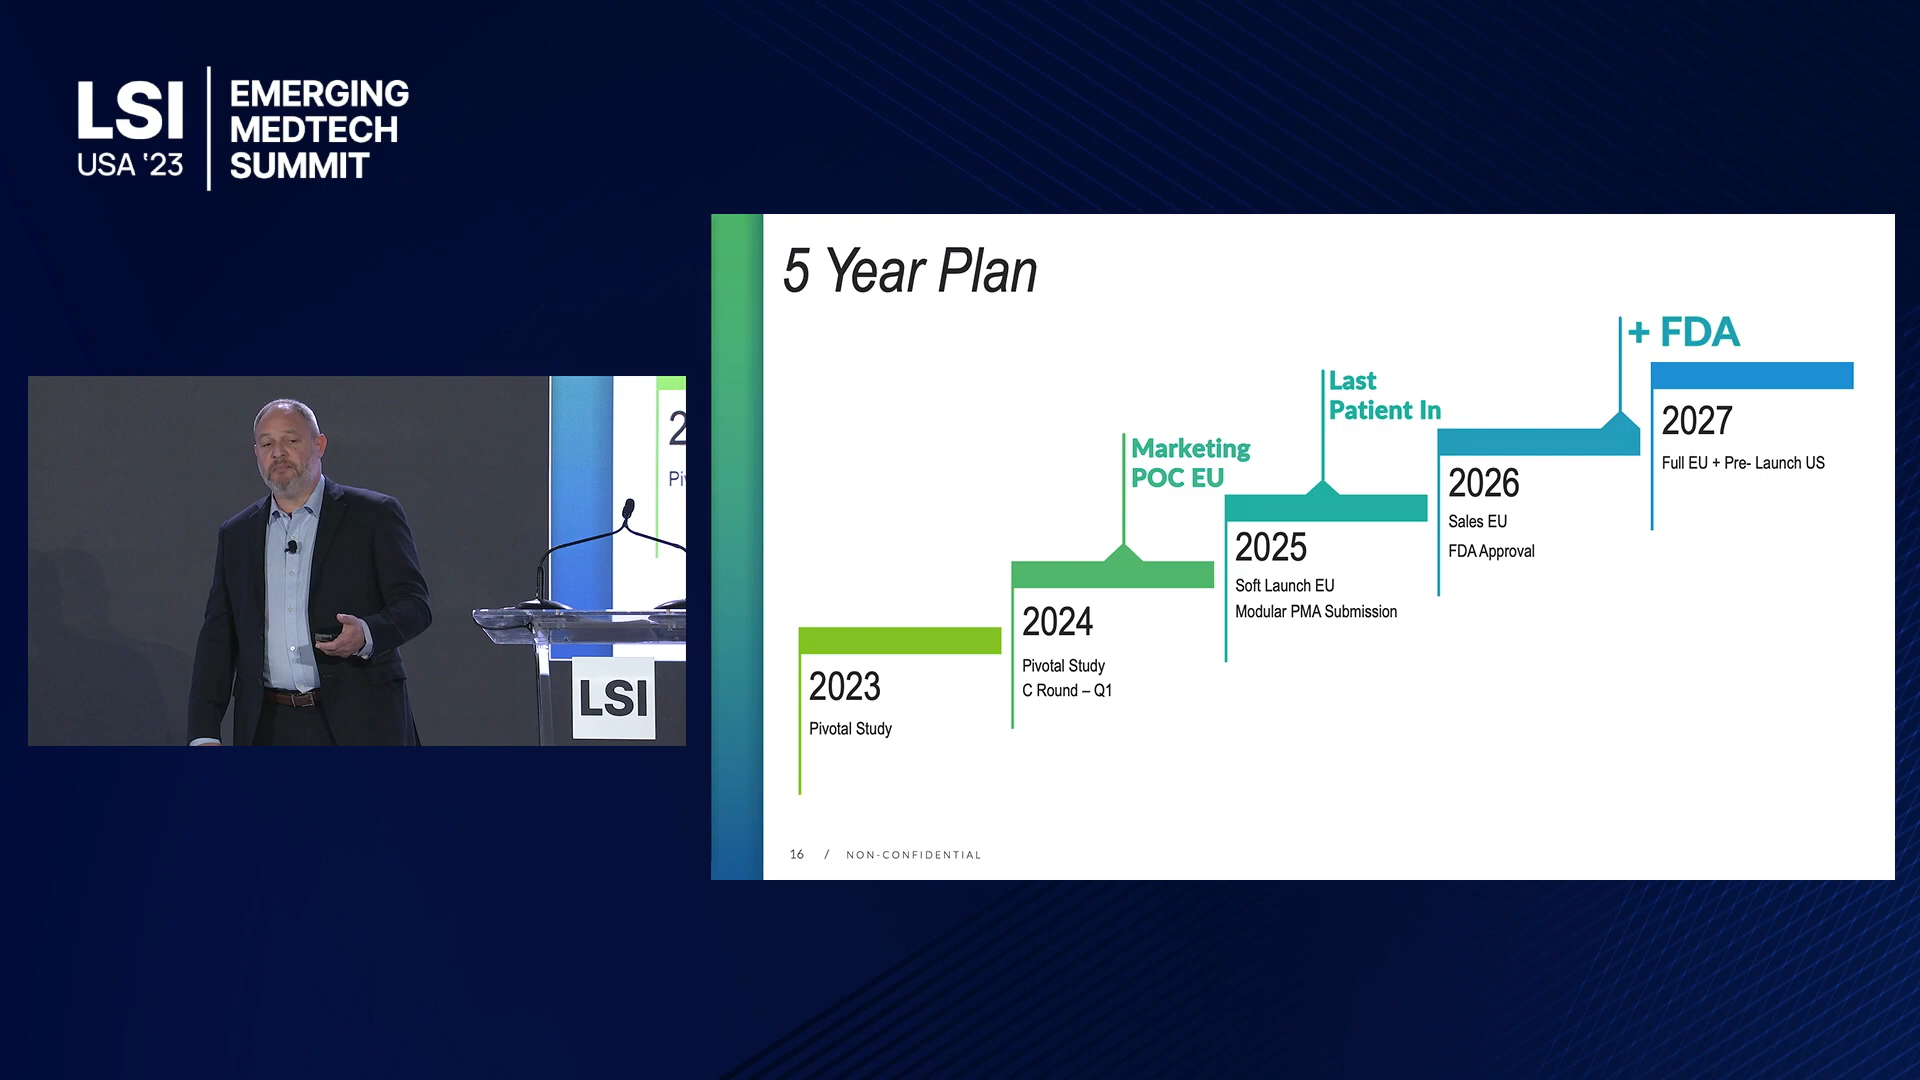 LSI
USA '23
EMERGING
MEDTECH
SUMMIT
5 Year Plan
2023
Pivotal Study
Marketing
POC EU
2024
Pivotal Study
C Round – Q1
Last
Patient In
2025
Soft Launch EU
Modular PMA Submission
+ FDA
2026
Sales EU
FDA Approval
2027
Full EU + Pre- Launch US
16 / NON-CONFIDENTIAL
2
Pi
LSI